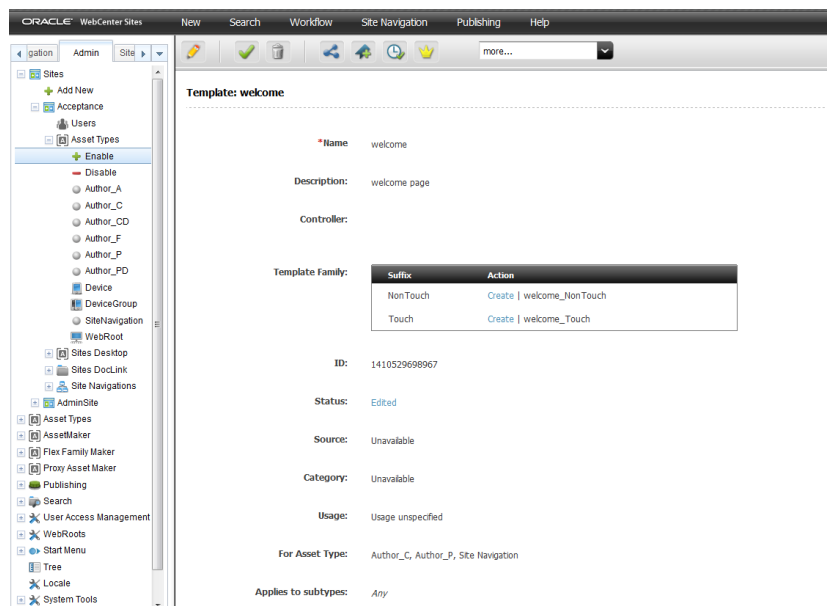 ORACLE WebCenter Sites New Search Workflow Site Navigation Publishing Help
gation Admin Site
more...
Sites
Add New
Acceptance
Users
Asset Types
Enable
Disable
Author_A
Author_C
Author_CD
Author_F
Author_P
Author_PD
Device
DeviceGroup
SiteNavigation
WebRoot
Sites Desktop
Sites DocLink
Site Navigations
AdminSite
Asset Types
AssetMaker
Flex Family Maker
Proxy Asset Maker
Publishing
Search
User Access Management
WebRoots
Start Menu
Tree
Locale
System Tools
Template: welcome
*Name welcome
Description: welcome page
Controller:
Template Family:
Suffix Action
NonTouch Create | welcome_NonTouch
Touch Create | welcome_Touch
ID: 1410529698967
Status: Edited
Source: Unavailable
Category: Unavailable
Usage: Usage unspecified
For Asset Type: Author_C, Author_P, Site Navigation
Applies to subtypes: Any